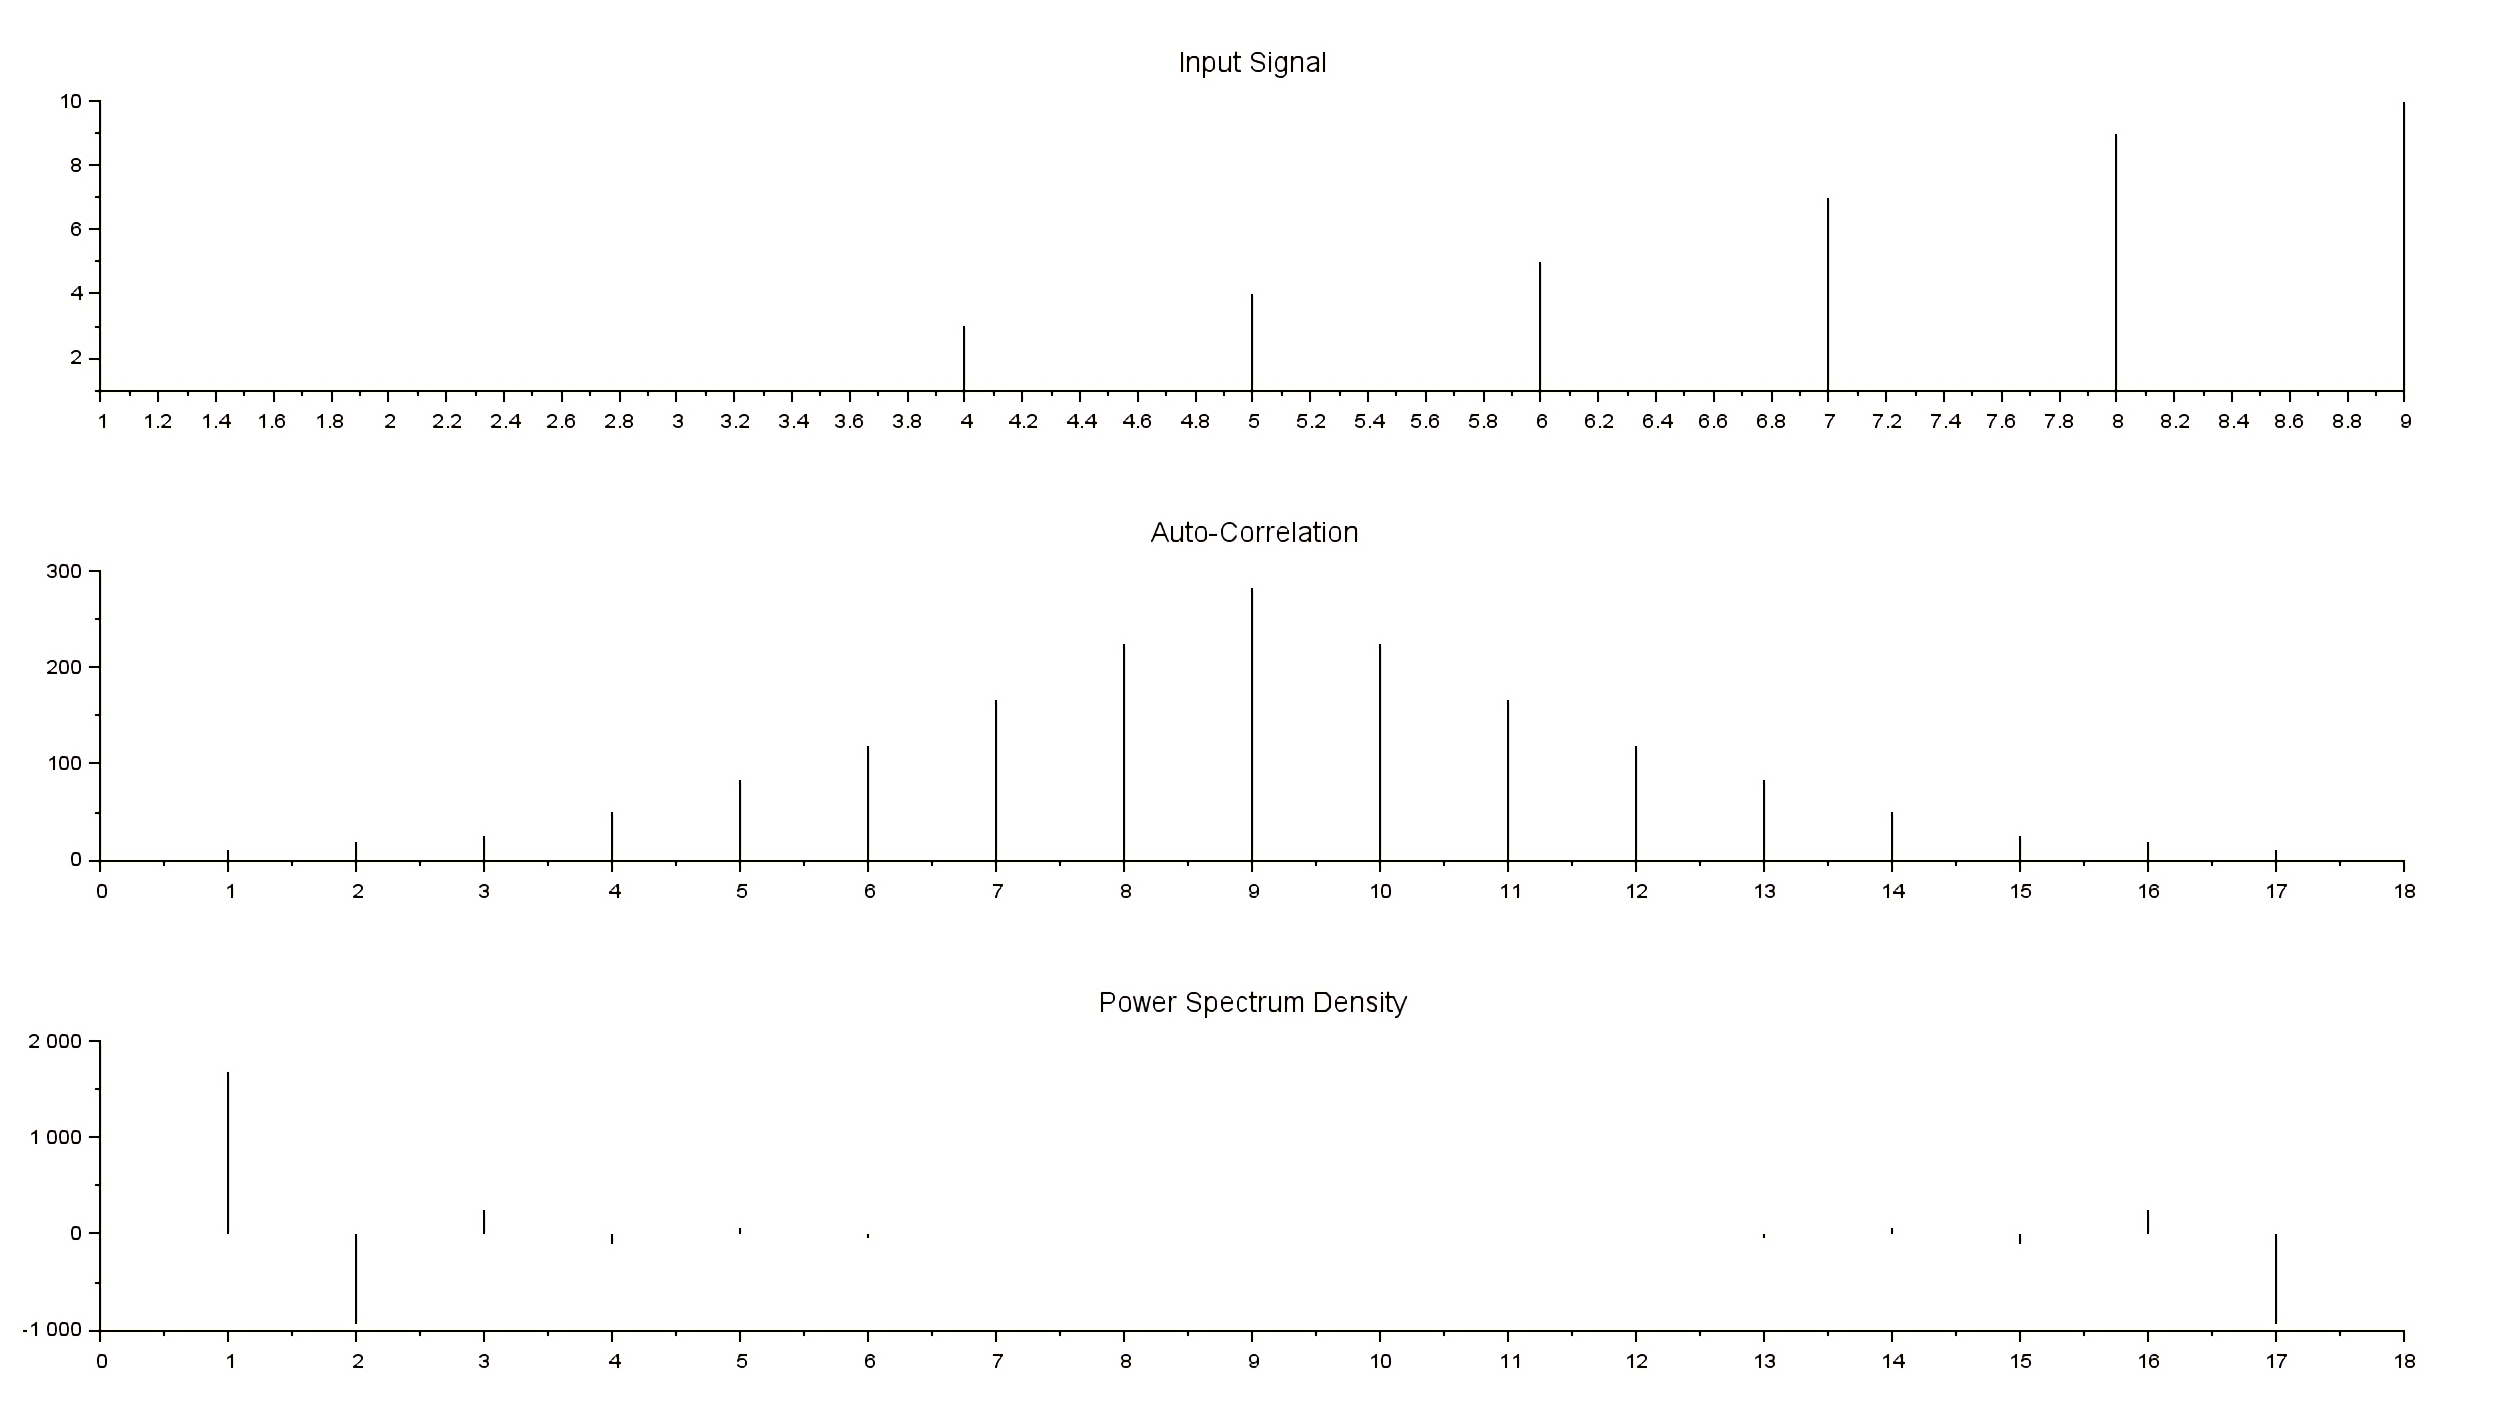 Input Signal
10
8
6
4
2
1 1.2 1.4 1.6 1.8 2 2.2 2.4 2.6 2.8 3 3.2 3.4 3.6 3.8 4 4.2 4.4 4.6 4.8 5 5.2 5.4 5.6 5.8 6 6.2 6.4 6.6 6.8 7 7.2 7.4 7.6 7.8 8 8.2 8.4 8.6 8.8 9
Auto-Correlation
300
200
100
0
0 1 2 3 4 5 6 7 8 9 10 11 12 13 14 15 16 17 18
Power Spectrum Density
2 000
1 000
0
-1 000
0 1 2 3 4 5 6 7 8 9 10 11 12 13 14 15 16 17 18